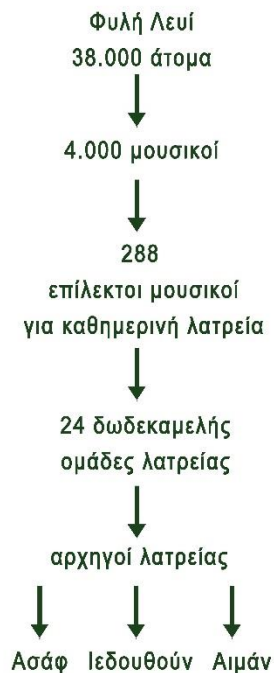 Φυλή Λευί
38.000 άτομα
4.000 μουσικοί
288
επίλεκτοι μουσικοί
για καθημερινή λατρεία
24 δωδεκαμελής
ομάδες λατρείας
αρχηγοί λατρείας
Ασάφ Ιεδουθούν Αιμάν